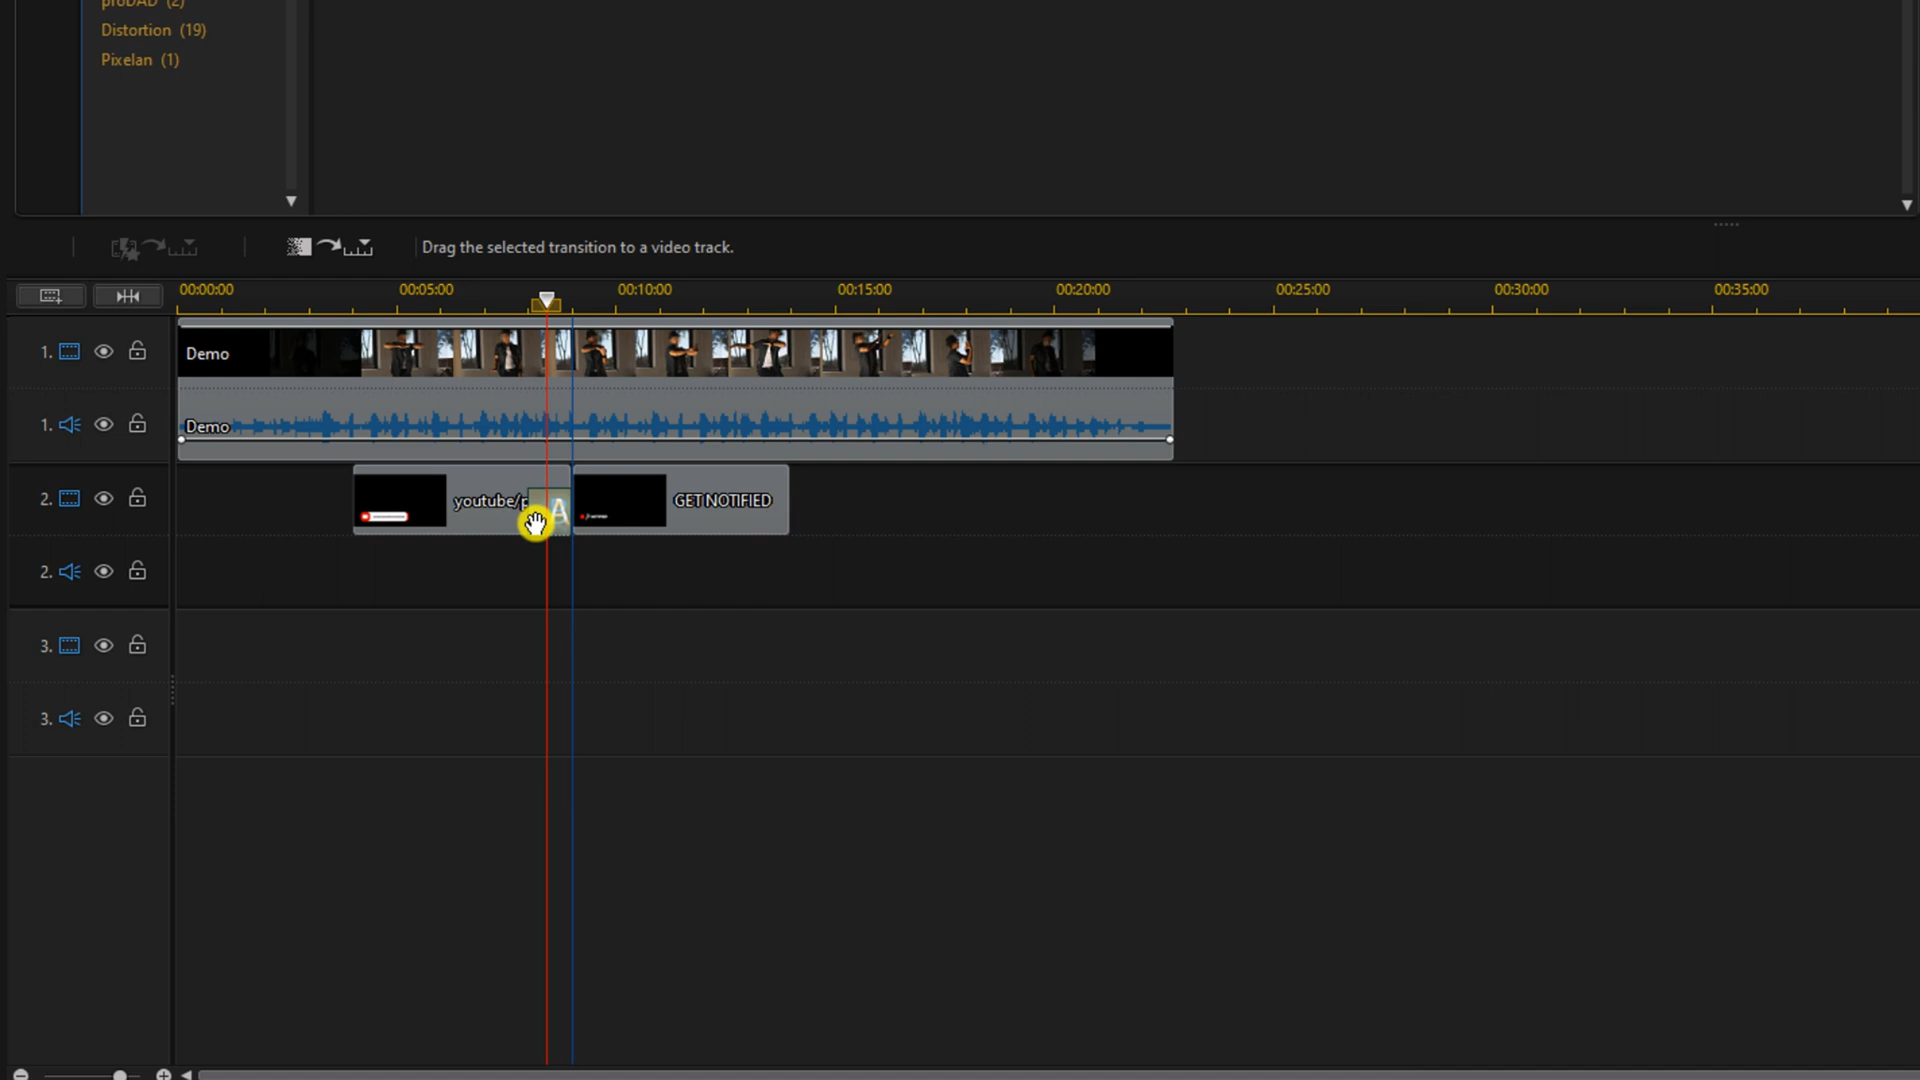 proDAD (2)
Distortion (19)
Pixelan (1)
Drag the selected transition to a video track.
00:00:00 00:05:00 00:10:00 00:15:00 00:20:00 00:25:00 00:30:00 00:35:00
1. Demo
1. Demo
2. youtube/p A GET NOTIFIED
2.
3.
3.